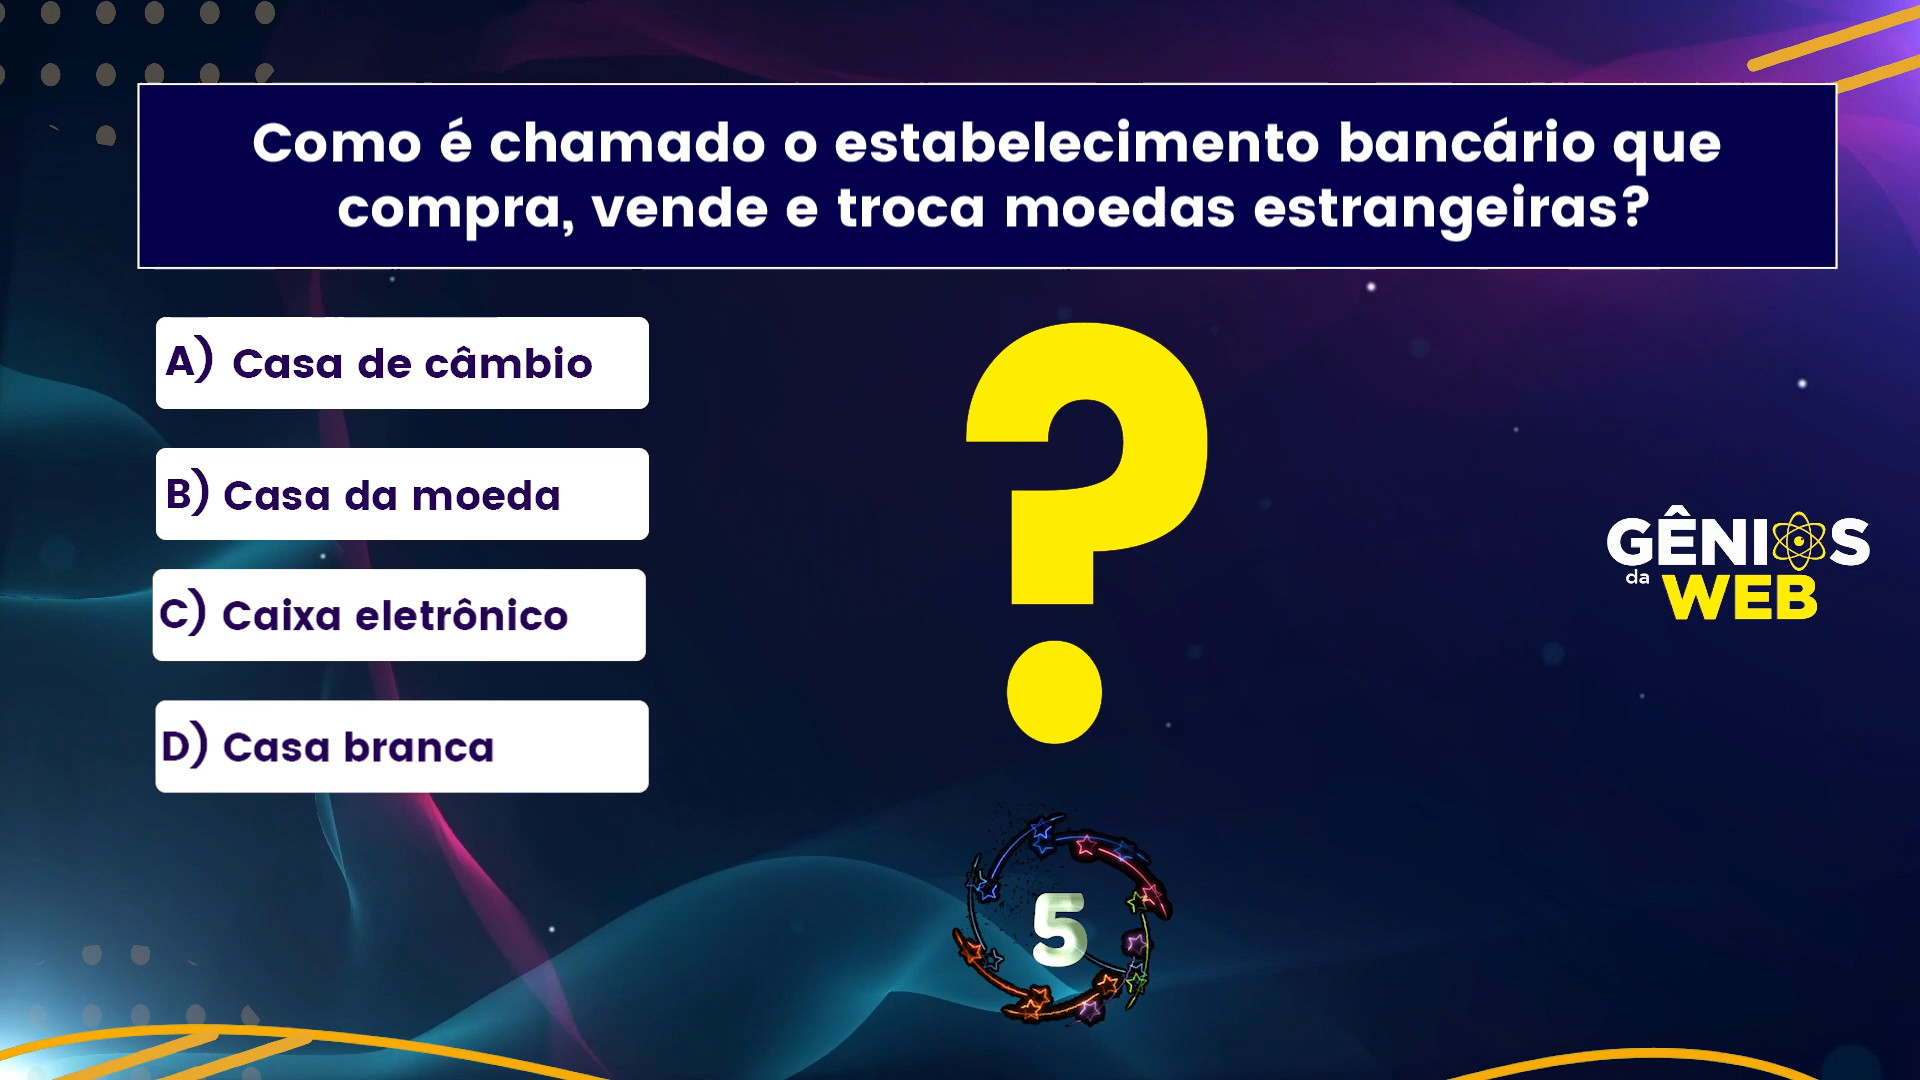 Como é chamado o estabelecimento bancário que
compra, vende e troca moedas estrangeiras?
A) Casa de câmbio
B) Casa da moeda
C) Caixa eletrônico
D) Casa branca
?
GÊNIOS
da WEB
5